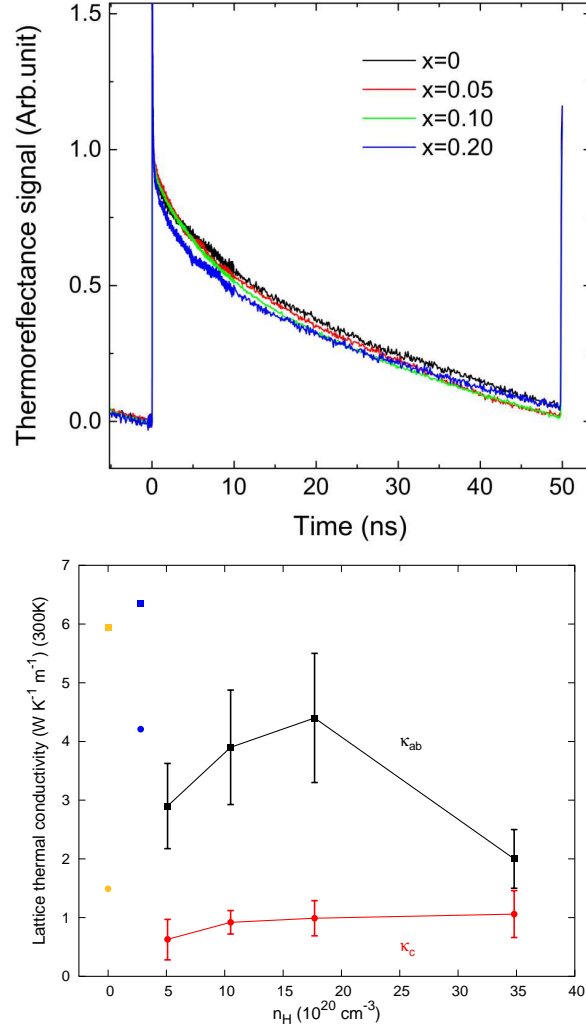 Thermoreflectance signal (Arb.unit)
1.5
1.0
0.5
0.0
x=0
x=0.05
x=0.10
x=0.20
0 10 20 30 40 50
Time (ns)
Lattice thermal conductivity (W K⁻¹ m⁻¹) (300K)
7
6
5
4
3
2
1
0
κab
κc
0 5 10 15 20 25 30 35 40
nH (10²⁰ cm⁻³)